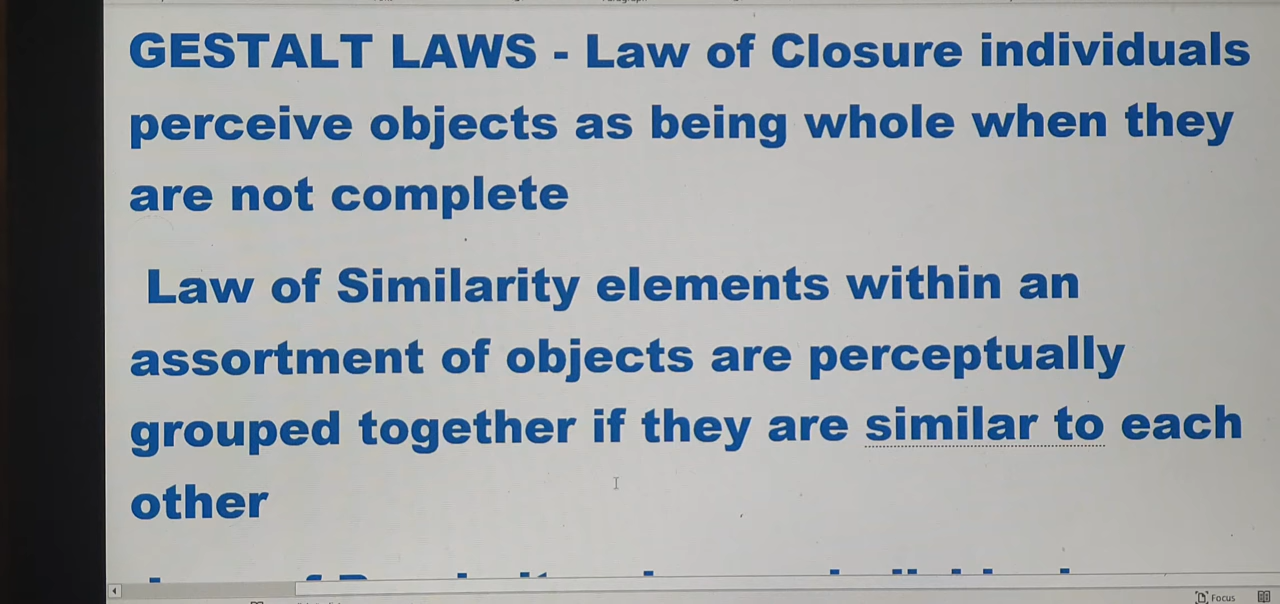 GESTALT LAWS - Law of Closure individuals
perceive objects as being whole when they
are not complete
Law of Similarity elements within an
assortment of objects are perceptually
grouped together if they are similar to each
other
Focus